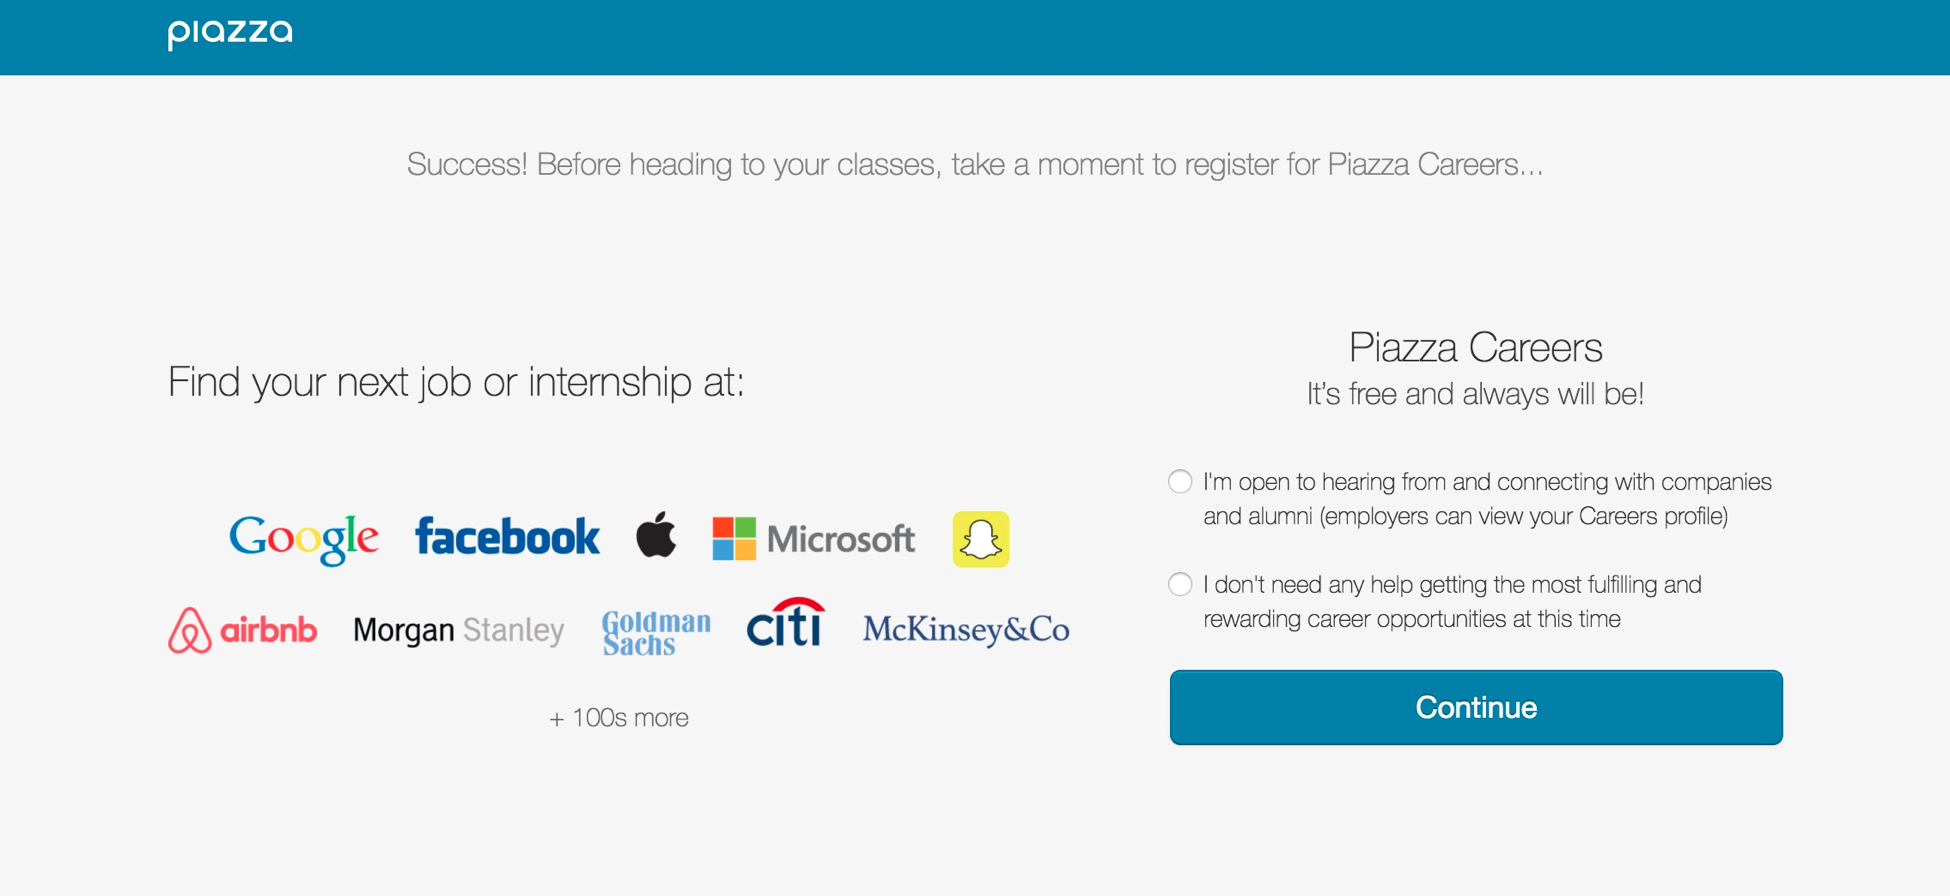 piazza
Success! Before heading to your classes, take a moment to register for Piazza Careers...
Find your next job or internship at:
Google facebook Microsoft
airbnb Morgan Stanley Goldman Sachs citi McKinsey&Co
+ 100s more
Piazza Careers
It’s free and always will be!
I'm open to hearing from and connecting with companies
and alumni (employers can view your Careers profile)
I don't need any help getting the most fulfilling and
rewarding career opportunities at this time
Continue